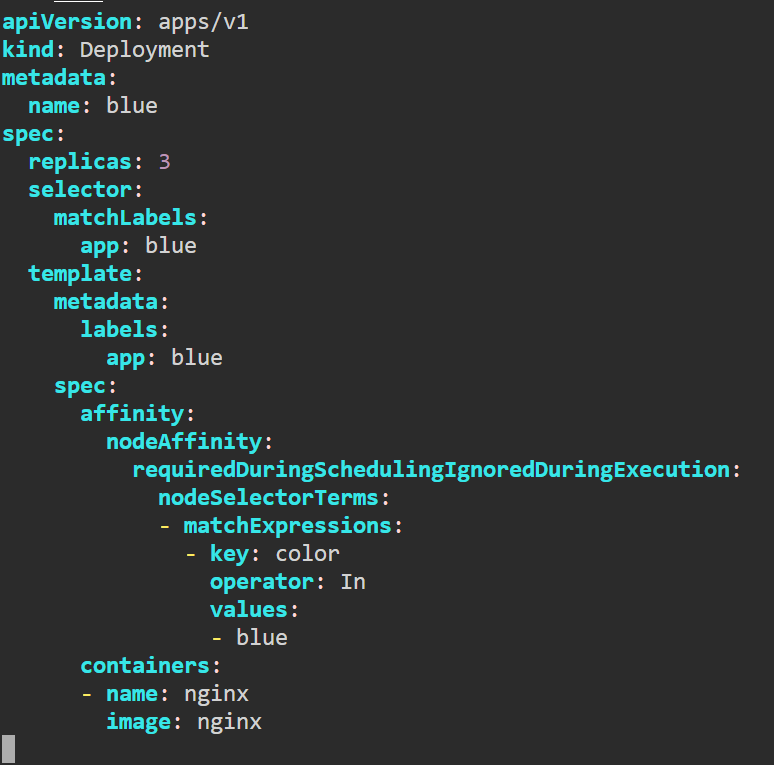 apiVersion: apps/v1
kind: Deployment
metadata:
  name: blue
spec:
  replicas: 3
  selector:
    matchLabels:
      app: blue
  template:
    metadata:
      labels:
        app: blue
    spec:
      affinity:
        nodeAffinity:
          requiredDuringSchedulingIgnoredDuringExecution:
            nodeSelectorTerms:
            - matchExpressions:
              - key: color
                operator: In
                values:
                - blue
      containers:
      - name: nginx
        image: nginx